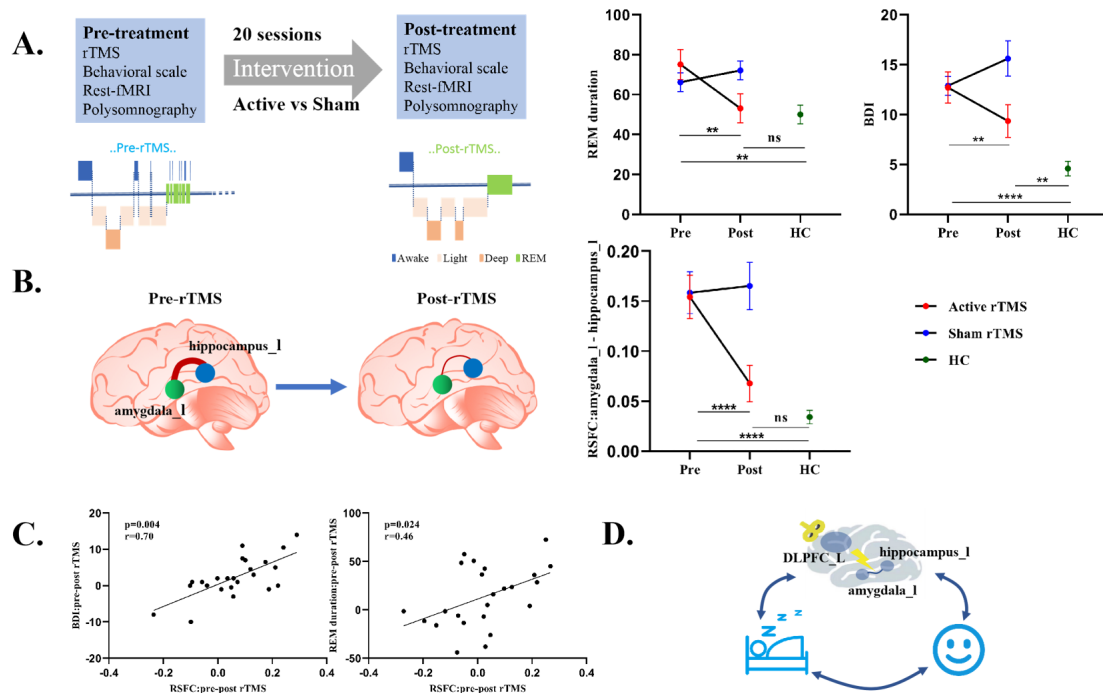 A.
Pre-treatment
rTMS
Behavioral scale
Rest-fMRI
Polysomnography
20 sessions
Intervention
Active vs Sham
Post-treatment
rTMS
Behavioral scale
Rest-fMRI
Polysomnography
..Pre-rTMS..
..Post-rTMS..
Awake Light Deep REM
REM duration
100
80
60
40
20
0
**
ns
**
Pre Post HC
BDI
20
15
10
5
0
**
**
****
Pre Post HC
B.
Pre-rTMS
hippocampus_l
amygdala_l
Post-rTMS
RSFC:amygdala_l - hippocampus_l
0.20
0.15
0.10
0.05
0.00
****
ns
****
Pre Post HC
Active rTMS
Sham rTMS
HC
C.
BDI:pre-post rTMS
20
10
0
-10
-20
p=0.004
r=0.70
-0.4 -0.2 0.0 0.2 0.4
RSFC:pre-post rTMS
REM duration:pre-post rTMS
100
50
0
-50
p=0.024
r=0.46
-0.4 -0.2 0.0 0.2 0.4
RSFC:pre-post rTMS
D.
DLPFC_L
hippocampus_l
amygdala_l
z z z